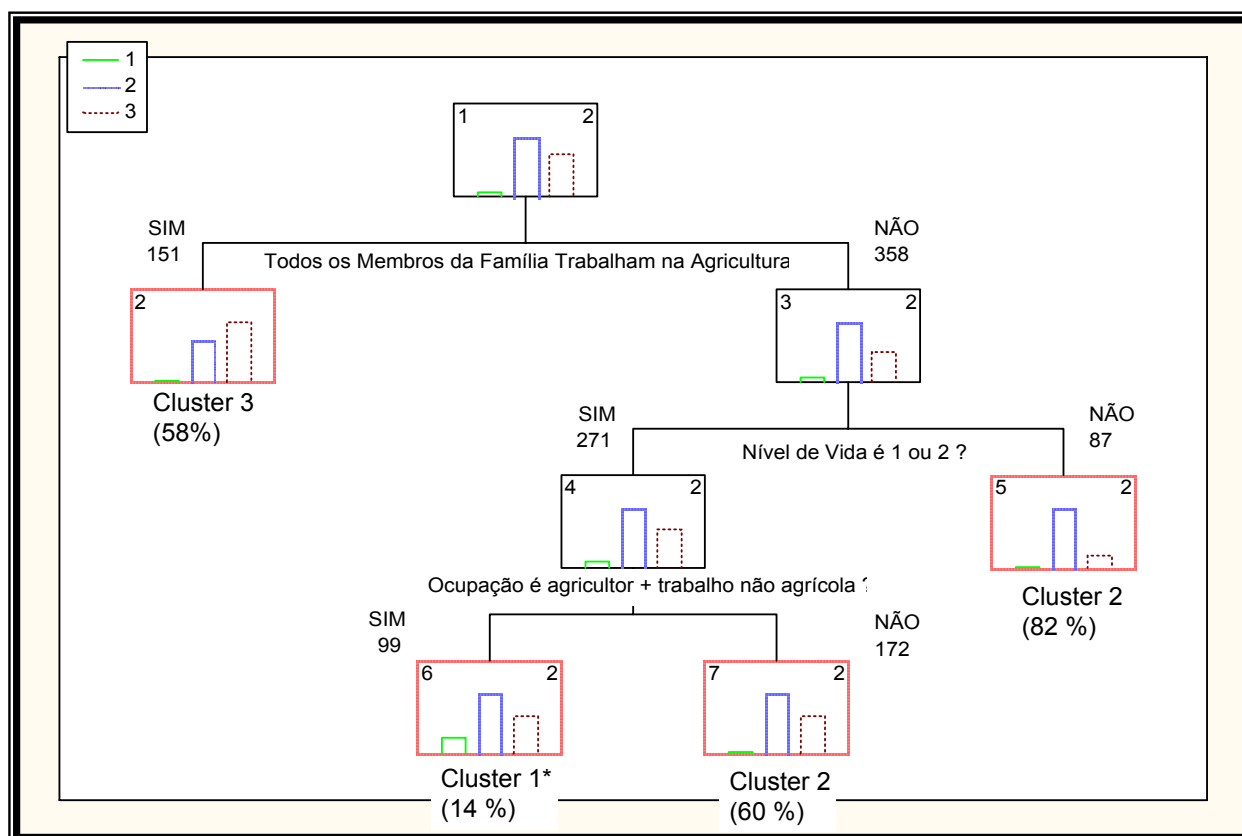 1
2
3
1 2
SIM
151
NÃO
358
Todos os Membros da Família Trabalham na Agricultura
2
3 2
Cluster 3
(58%)
SIM
271
NÃO
87
Nível de Vida é 1 ou 2 ?
4 2
5 2
Ocupação é agricultor + trabalho não agrícola ?
Cluster 2
(82 %)
SIM
99
NÃO
172
6 2
7 2
Cluster 1*
(14 %)
Cluster 2
(60 %)